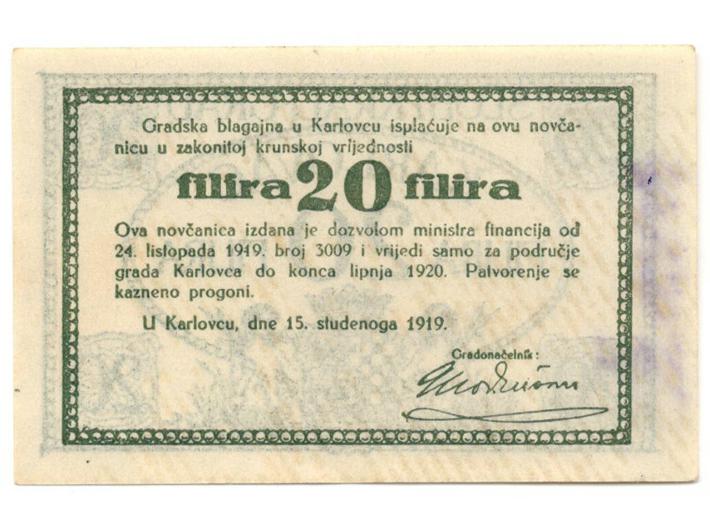 Gradska blagajna u Karlovcu isplaćuje na ovu novča-
nicu u zakonitoj krunskoj vrijednosti
filira 20 filira
Ova novčanica izdana je dozvolom ministra financija od
24. listopada 1919. broj 3009 i vrijedi samo za područje
grada Karlovca do konca lipnja 1920. Patvorenje se
kazneno progoni.
U Karlovcu, dne 15. studenoga 1919.
Gradonačelnik: